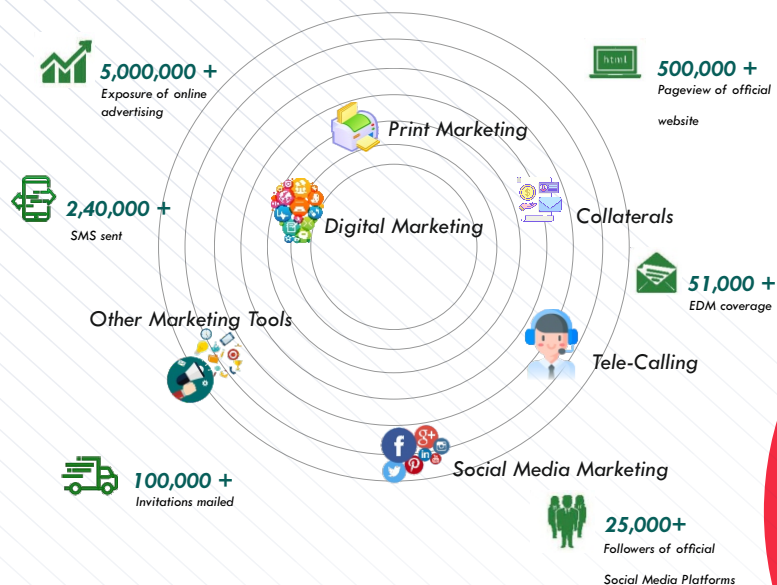 5,000,000 +
Exposure of online
advertising
html
500,000 +
Pageview of official
website
Print Marketing
2,40,000 +
SMS sent
Digital Marketing
Collaterals
51,000 +
EDM coverage
Other Marketing Tools
Tele-Calling
Social Media Marketing
100,000 +
Invitations mailed
25,000+
Followers of official
Social Media Platforms